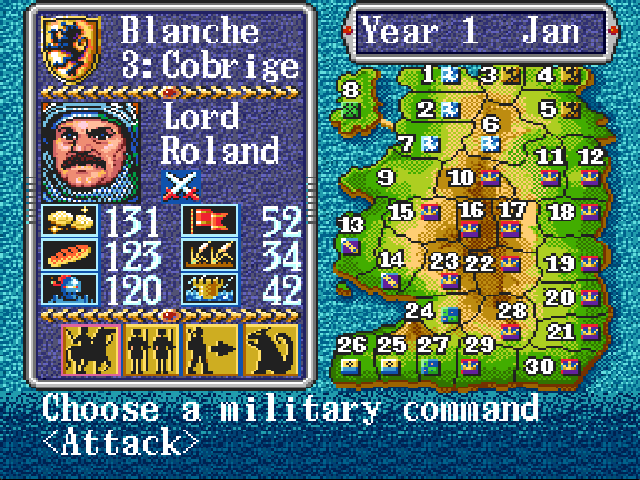 Blanche
3:Cobrige
Year 1 Jan
Lord
Roland
131 52
123 34
120 42
1 3 4
8
2 5
6
7
11 12
9 10
15 16 17 18
13
14 23 22 19
20
24 28
21
26 25 27 29
30
Choose a military command
<Attack>